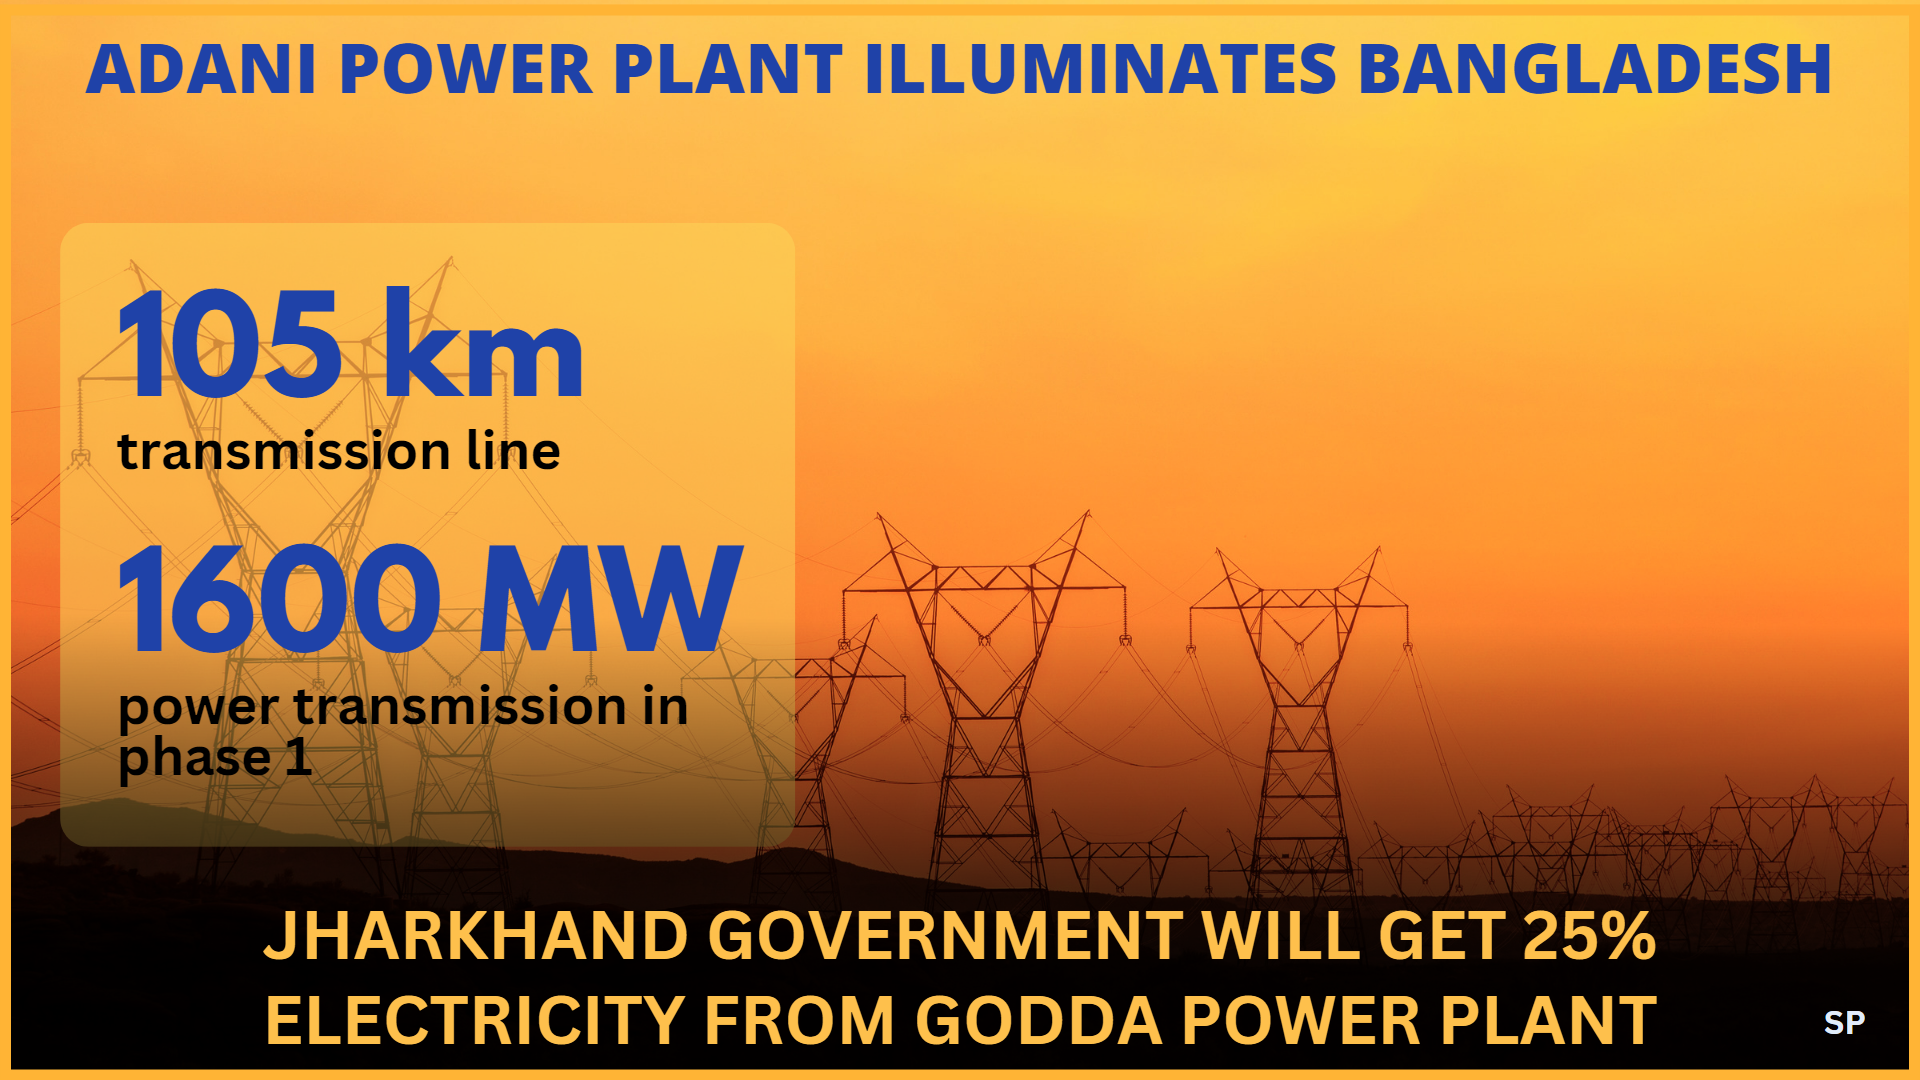 ADANI POWER PLANT ILLUMINATES BANGLADESH
105 km
transmission line
1600 MW
power transmission in
phase 1
JHARKHAND GOVERNMENT WILL GET 25%
ELECTRICITY FROM GODDA POWER PLANT
SP